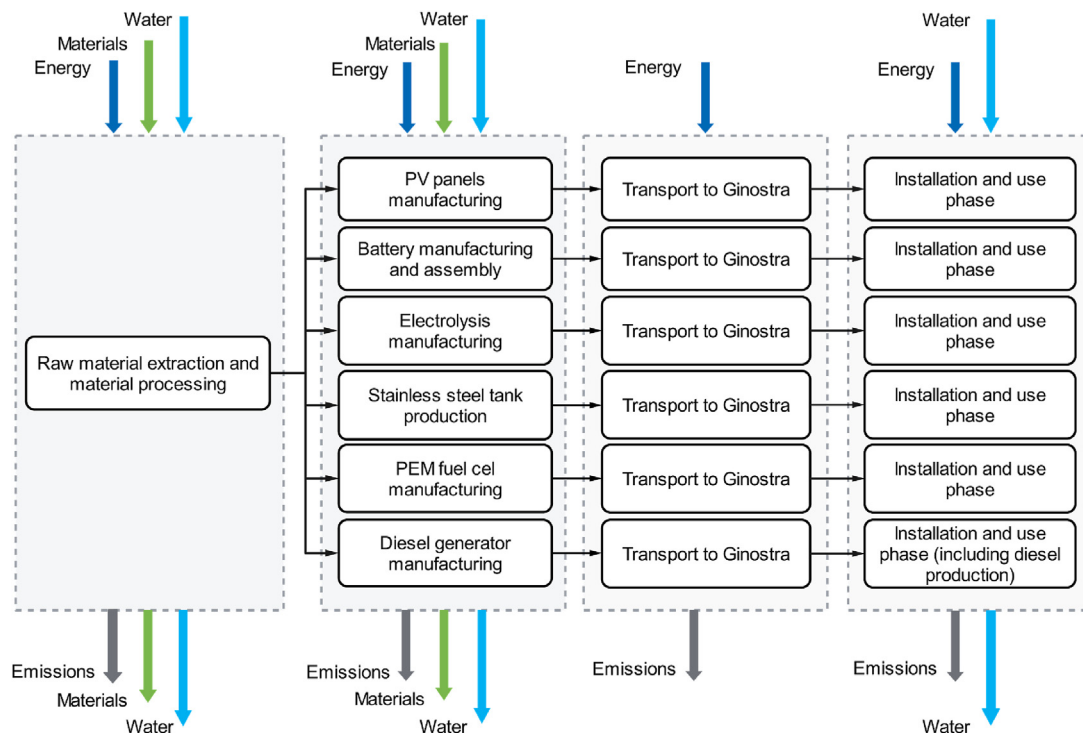 Water
Materials
Energy
Water
Materials
Energy
Energy
Water
Energy
Raw material extraction and
material processing
PV panels
manufacturing
Transport to Ginostra
Installation and use
phase
Battery manufacturing
and assembly
Transport to Ginostra
Installation and use
phase
Electrolysis
manufacturing
Transport to Ginostra
Installation and use
phase
Stainless steel tank
production
Transport to Ginostra
Installation and use
phase
PEM fuel cel
manufacturing
Transport to Ginostra
Installation and use
phase
Diesel generator
manufacturing
Transport to Ginostra
Installation and use
phase (including diesel
production)
Emissions
Materials
Water
Emissions
Materials
Water
Emissions
Emissions
Water